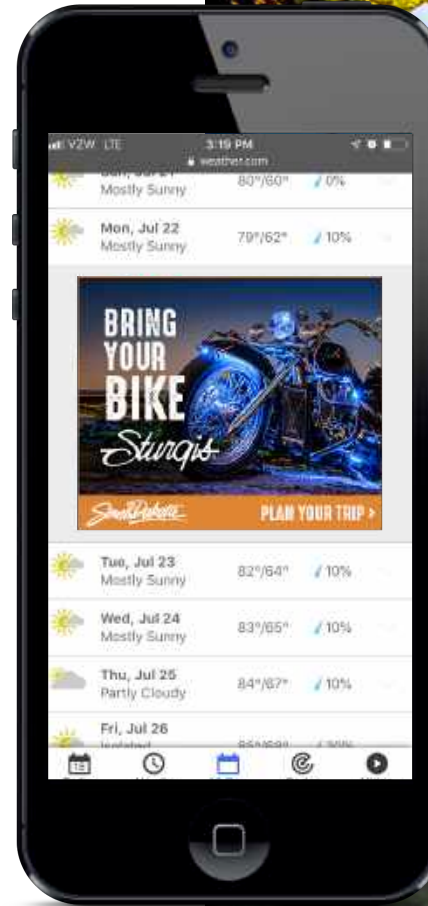 VZW LTE 3:19 PM
weather.com
Mostly Sunny 80°/60° 0%
Mon, Jul 22
Mostly Sunny 79°/62° 10%
BRING
YOUR
BIKE
Sturgis
South Dakota PLAN YOUR TRIP >
Tue, Jul 23
Mostly Sunny 82°/64° 10%
Wed, Jul 24
Mostly Sunny 83°/65° 10%
Thu, Jul 25
Partly Cloudy 84°/67° 10%
Fri, Jul 26